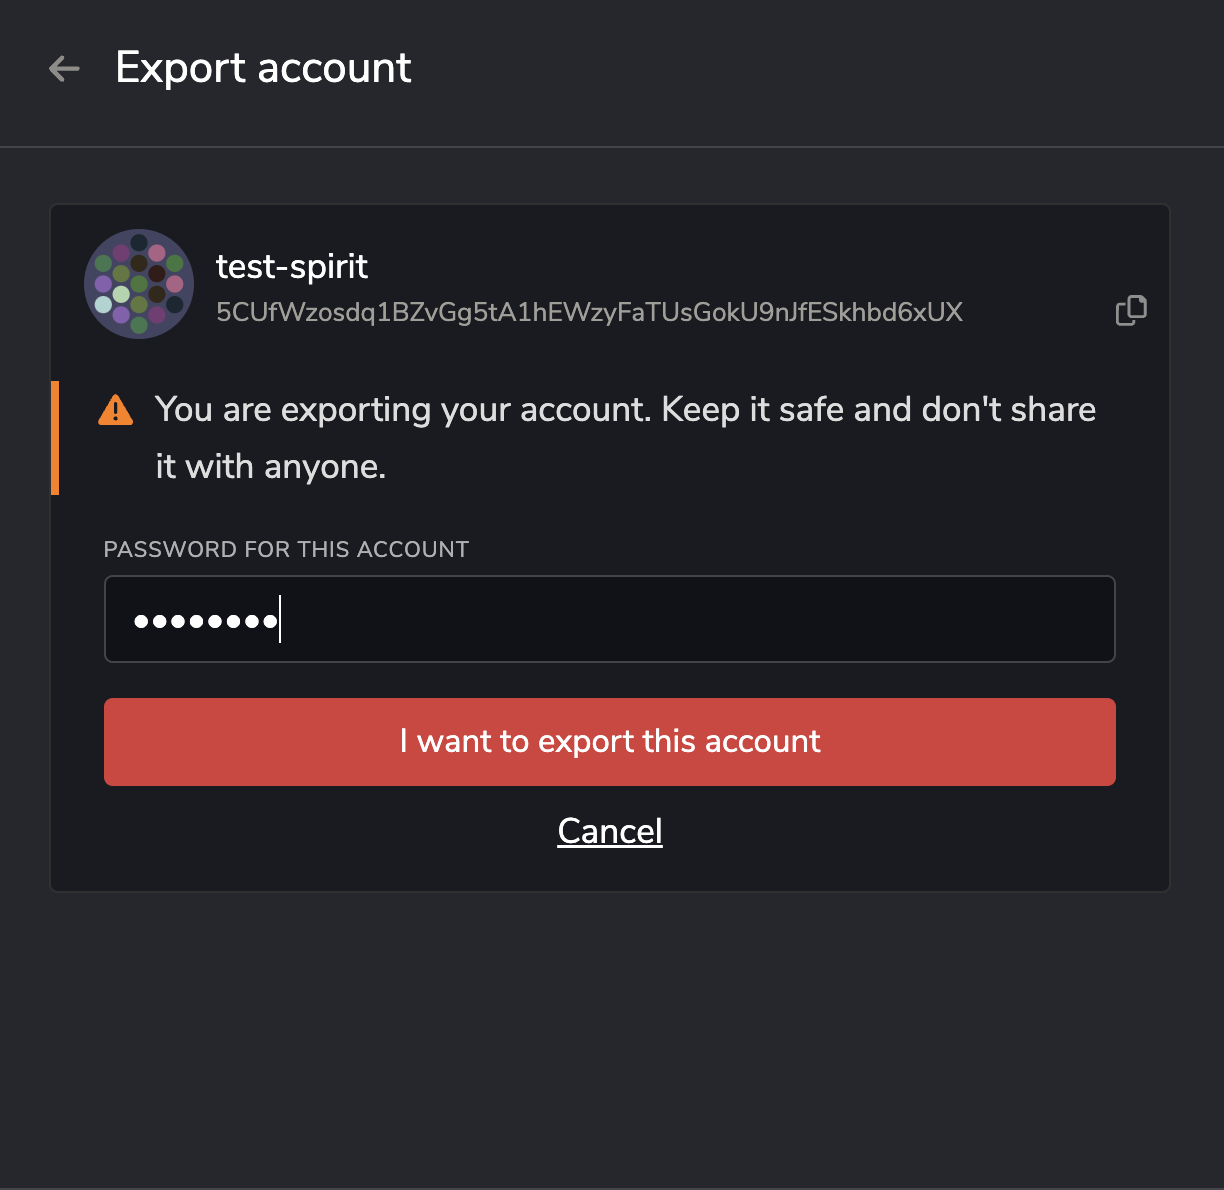 Export account
test-spirit
5CUfWzosdq1BZvGg5tA1hEWzyFaTUsGokU9nJfESkhbd6xUX
You are exporting your account. Keep it safe and don't share
it with anyone.
PASSWORD FOR THIS ACCOUNT
••••••••
I want to export this account
Cancel